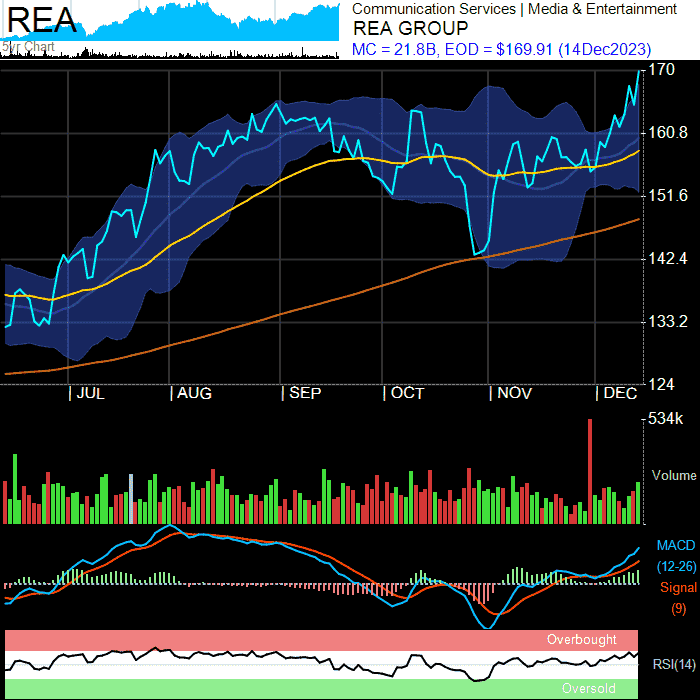 REA
5yr Chart
Communication Services | Media & Entertainment
REA GROUP
MC = 21.8B, EOD = $169.91 (14Dec2023)
170
160.8
151.6
142.4
133.2
124
JUL AUG SEP OCT NOV DEC
534k
Volume
MACD
(12-26)
Signal
(9)
Overbought
RSI(14)
Oversold